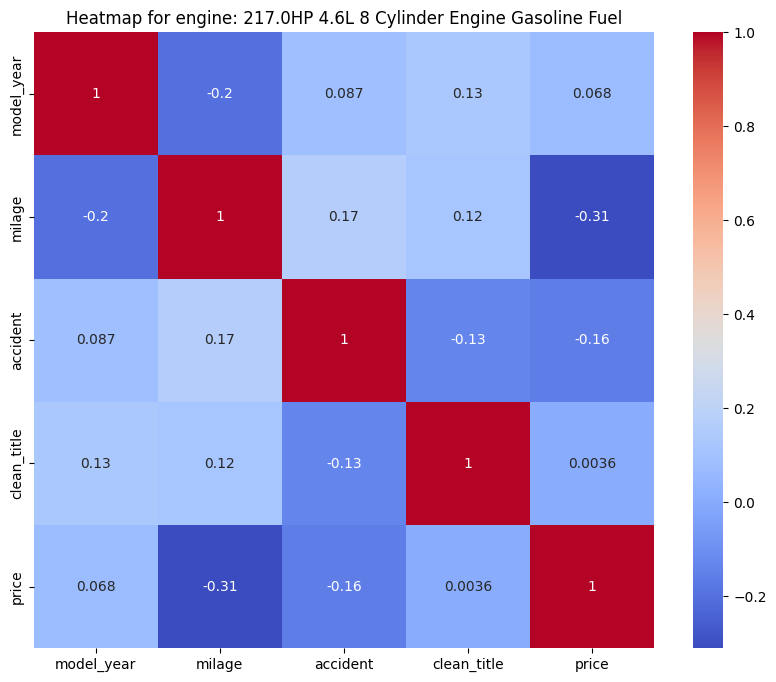 Heatmap for engine: 217.0HP 4.6L 8 Cylinder Engine Gasoline Fuel
model_year 1 -0.2 0.087 0.13 0.068
milage -0.2 1 0.17 0.12 -0.31
accident 0.087 0.17 1 -0.13 -0.16
clean_title 0.13 0.12 -0.13 1 0.0036
price 0.068 -0.31 -0.16 0.0036 1
model_year milage accident clean_title price
1.0
0.8
0.6
0.4
0.2
0.0
−0.2